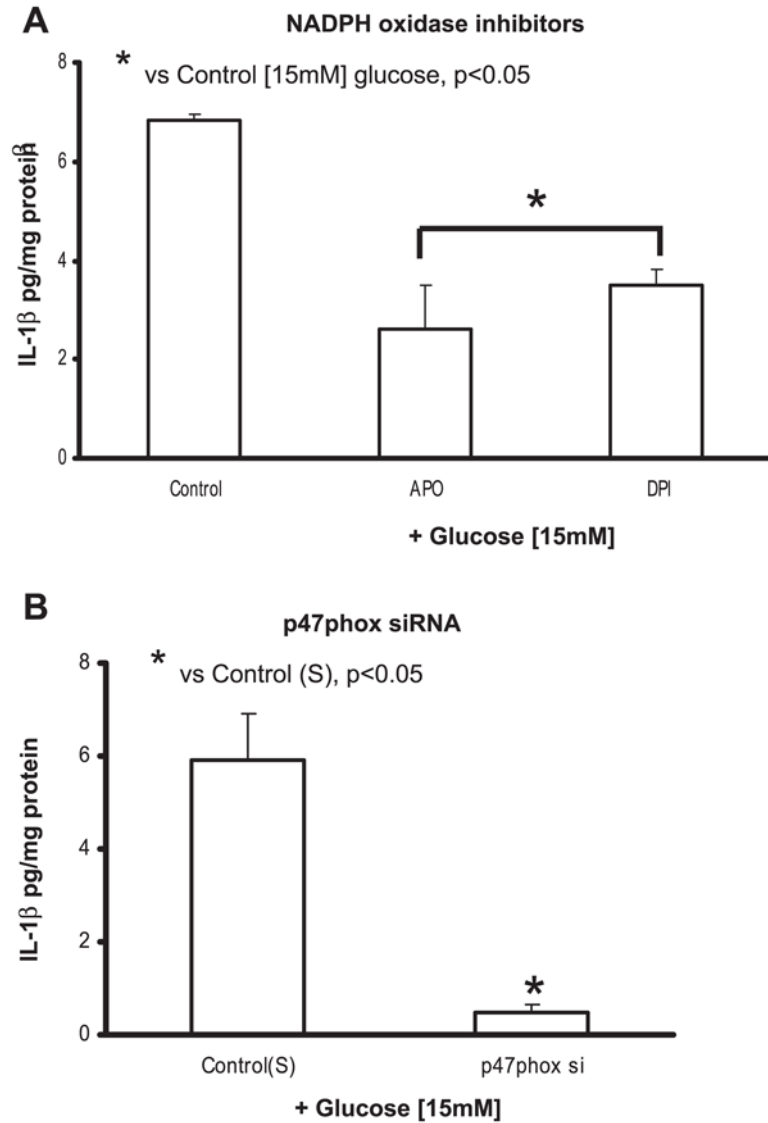 A
NADPH oxidase inhibitors
* vs Control [15mM] glucose, p<0.05
IL-1β pg/mg protein
β
8
6
4
2
0
*
Control APO DPI
+ Glucose [15mM]
B
p47phox siRNA
* vs Control (S), p<0.05
IL-1β pg/mg protein
8
6
4
2
0
*
Control(S) p47phox si
+ Glucose [15mM]